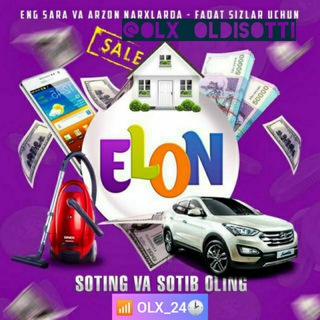 ENG SARA VA ARZON NARXLARDA - FAQAT SIZLAR UCHUN
@OLX_OLDISOTTI
SALE
ELON
SOTING VA SOTIB OLING
📶 OLX_24🕒